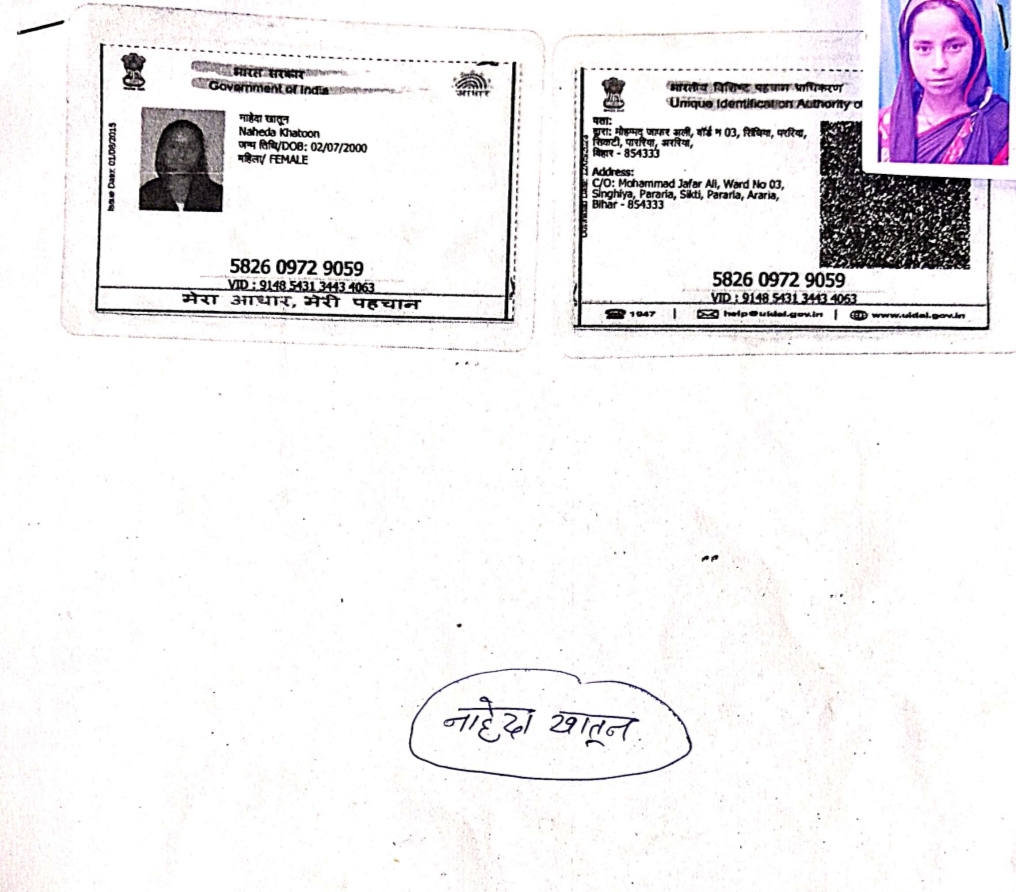 भारत सरकार
Government of India
आधार
Issue Date: 01/06/2015
नाहेदा खातून
Naheda Khatoon
जन्म तिथि/DOB: 02/07/2000
महिला/ FEMALE
5826 0972 9059
VID : 9148 5431 3443 4063
मेरा आधार, मेरी पहचान
भारतीय विशिष्ट पहचान प्राधिकरण
Unique Identification Authority of
पता:
द्वारा: मोहम्मद जाफर अली, वॉर्ड न 03, सिंघिया, पररिया,
सिकटी, पाररिया, अररिया,
बिहार - 854333
Address:
C/O: Mohammad Jafar Ali, Ward No 03,
Singhiya, Pararia, Sikti, Pararia, Araria,
Bihar - 854333
5826 0972 9059
VID : 9148 5431 3443 4063
1947 | help@uidai.gov.in | www.uidai.gov.in
नाहेदा खातून